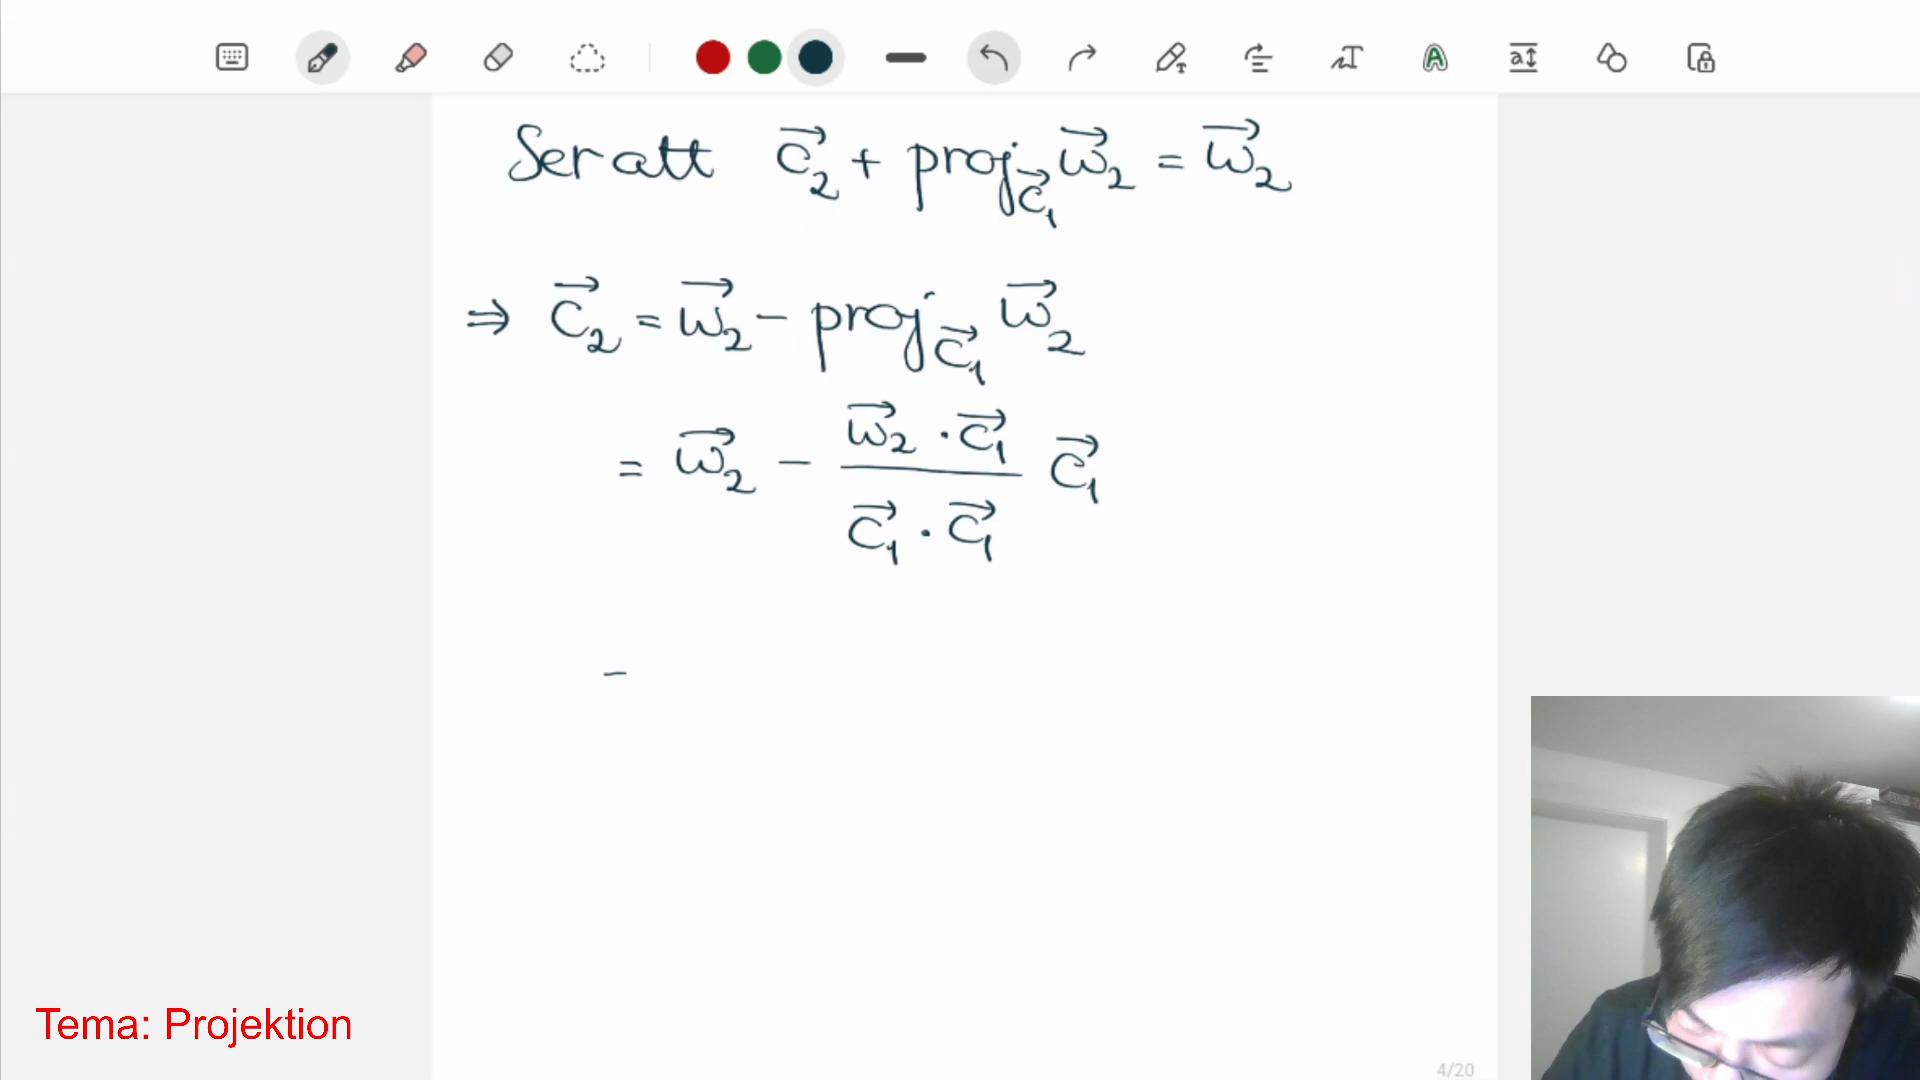 Ser att c⃗₂ + proj_c⃗₁ w⃗₂ = w⃗₂
⇒ c⃗₂ = w⃗₂ − proj_c⃗₁ w⃗₂
= w⃗₂ − (w⃗₂ · c⃗₁)/(c⃗₁ · c⃗₁) c⃗₁
−
Tema: Projektion
4/20